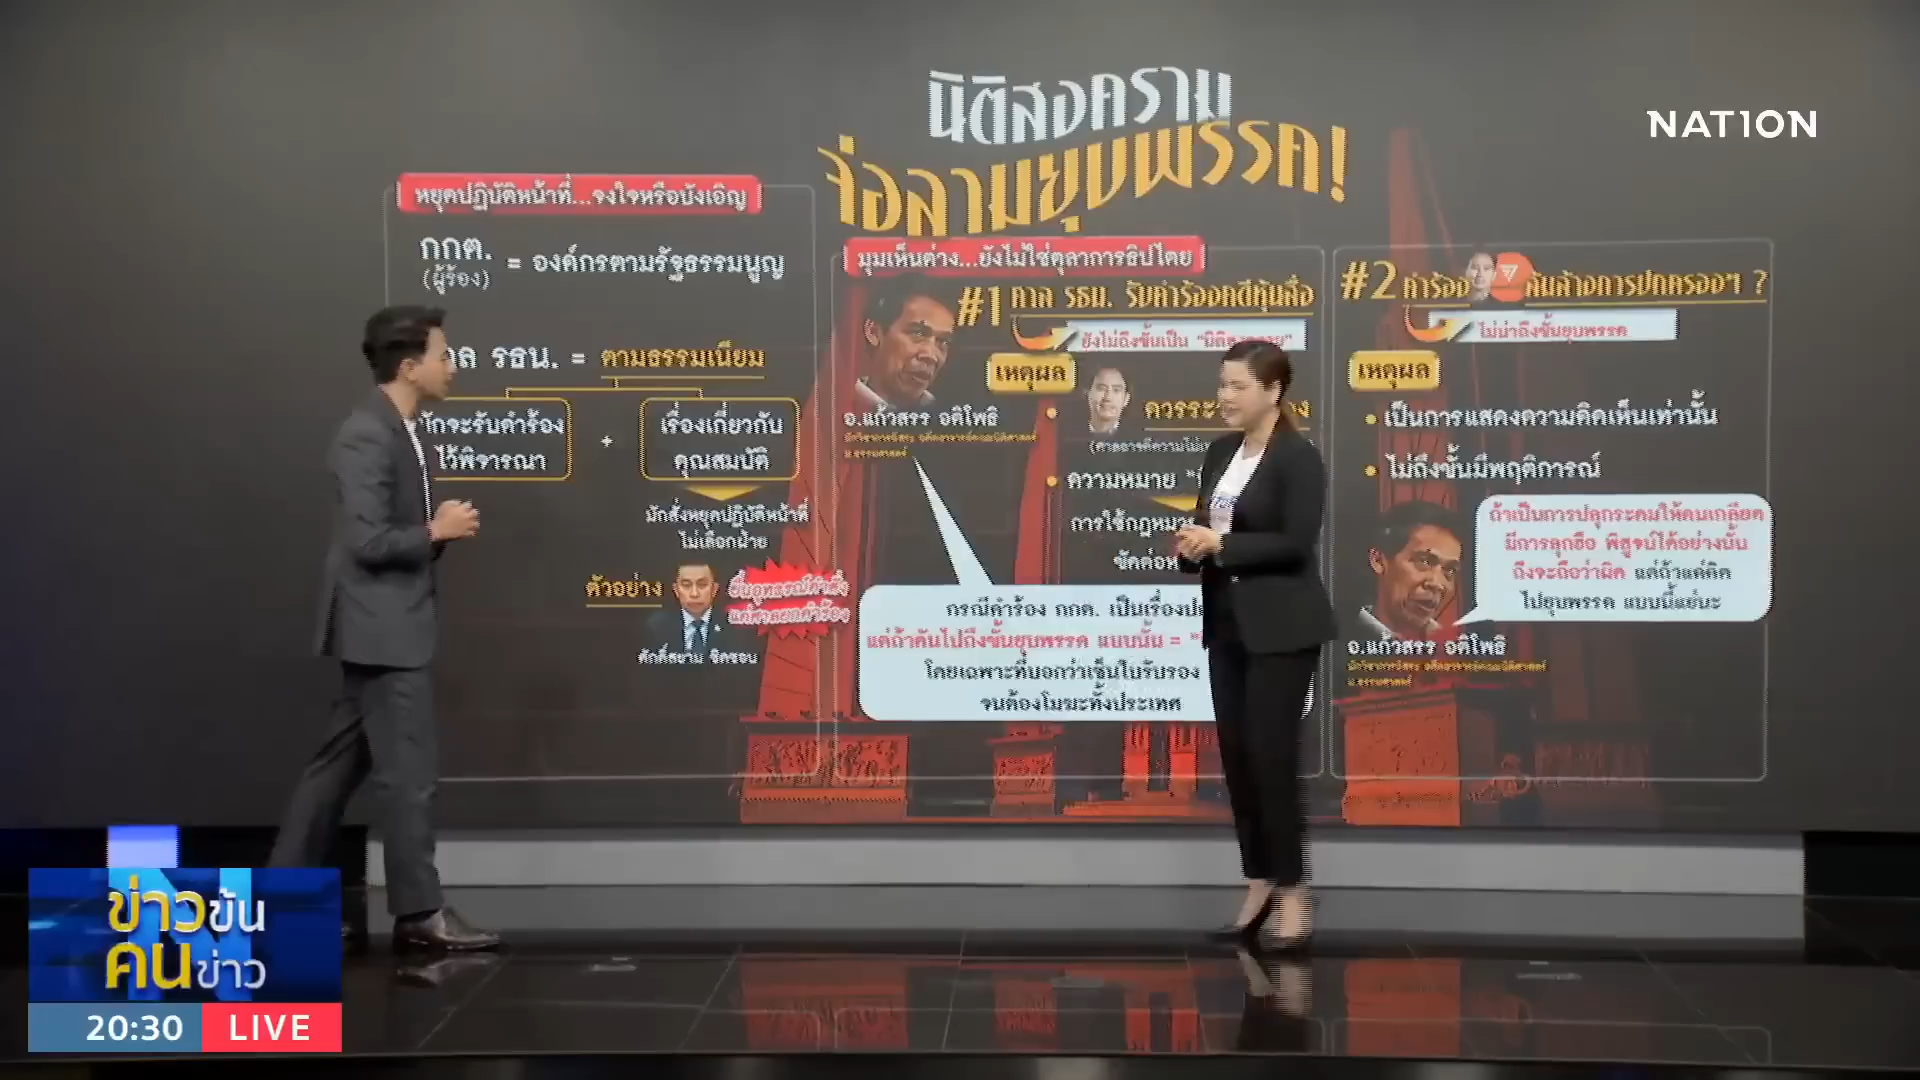 นิติสงคราม
จ่อลามยุบพรรค!
NATION
หยุดปฏิบัติหน้าที่...จงใจหรือบังเอิญ
กกต. = องค์กรตามรัฐธรรมนูญ
(ผู้ร้อง)
รธน. = ตามธรรมเนียม
รับคำร้อง
ไว้พิจารณา
+
เรื่องเกี่ยวกับ
คุณสมบัติ
มักสั่งหยุดปฏิบัติหน้าที่
ไม่เลือกฝ่าย
ตัวอย่าง
ศักดิ์สยาม ชิดชอบ
มุมเห็นต่าง...ยังไม่ใช่ตุลาการธิปไตย
#1 ศาล รธน. รับคำร้องคดีหุ้นสื่อ
ยังไม่ถึงขั้นเป็น
เหตุผล
อ.แก้วสรร อติโพธิ
ความหมาย
การใช้กฎหมาย
กรณีคำร้อง กกต. เป็นเรื่อง
แต่ถ้าดันไปถึงขั้นยุบพรรค แบบนั้น =
โดยเฉพาะที่บอกว่าเซ็นใบรับรอง
จนต้องโมฆะทั้งประเทศ
#2 คำร้อง ล้มล้างการปกครองฯ ?
ไม่น่าถึงขั้นยุบพรรค
เหตุผล
• เป็นการแสดงความคิดเห็นเท่านั้น
• ไม่ถึงขั้นมีพฤติการณ์
ถ้าเป็นการปลุกระดมให้คนเกลียด
มีการลุกฮือ พิสูจน์ได้อย่างนั้น
ถึงจะถือว่าผิด แต่ถ้าแค่คิด
ไปยุบพรรค แบบนี้แย่นะ
อ.แก้วสรร อติโพธิ
ข่าวข้น
คนข่าว
20:30 LIVE